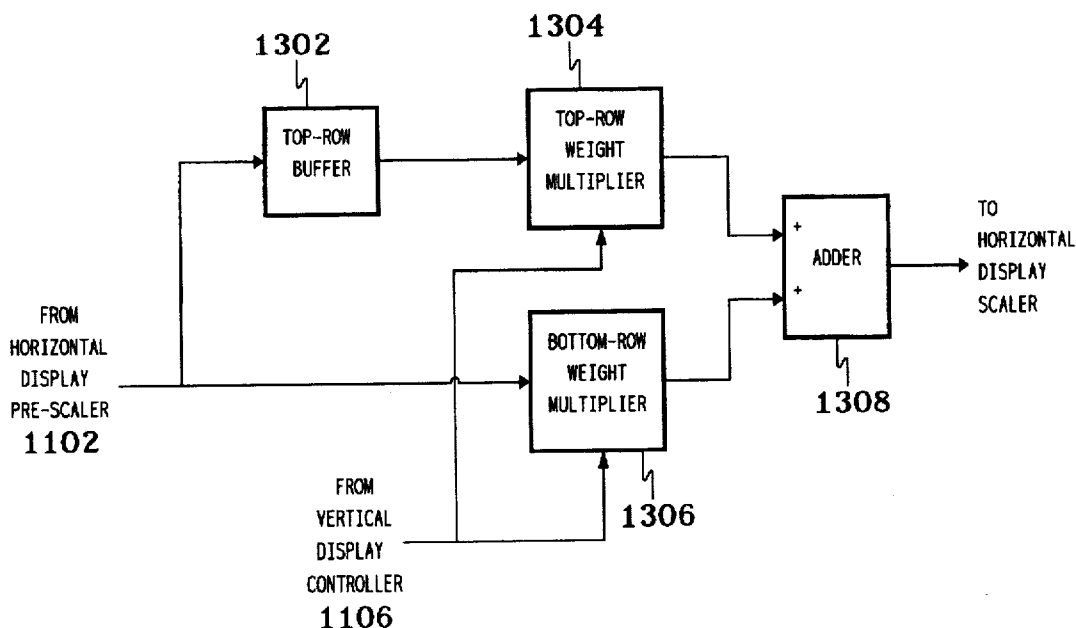 1302
TOP-ROW
BUFFER
1304
TOP-ROW
WEIGHT
MULTIPLIER
+
+
ADDER
1308
TO
HORIZONTAL
DISPLAY
SCALER
FROM
HORIZONTAL
DISPLAY
PRE-SCALER
1102
BOTTOM-ROW
WEIGHT
MULTIPLIER
1306
FROM
VERTICAL
DISPLAY
CONTROLLER
1106